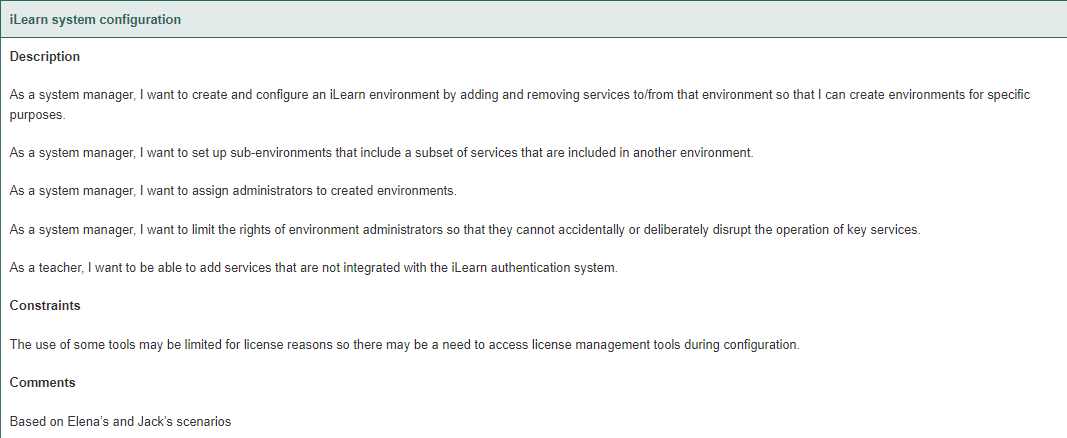 iLearn system configuration
Description
As a system manager, I want to create and configure an iLearn environment by adding and removing services to/from that environment so that I can create environments for specific
purposes.
As a system manager, I want to set up sub-environments that include a subset of services that are included in another environment.
As a system manager, I want to assign administrators to created environments.
As a system manager, I want to limit the rights of environment administrators so that they cannot accidentally or deliberately disrupt the operation of key services.
As a teacher, I want to be able to add services that are not integrated with the iLearn authentication system.
Constraints
The use of some tools may be limited for license reasons so there may be a need to access license management tools during configuration.
Comments
Based on Elena’s and Jack’s scenarios